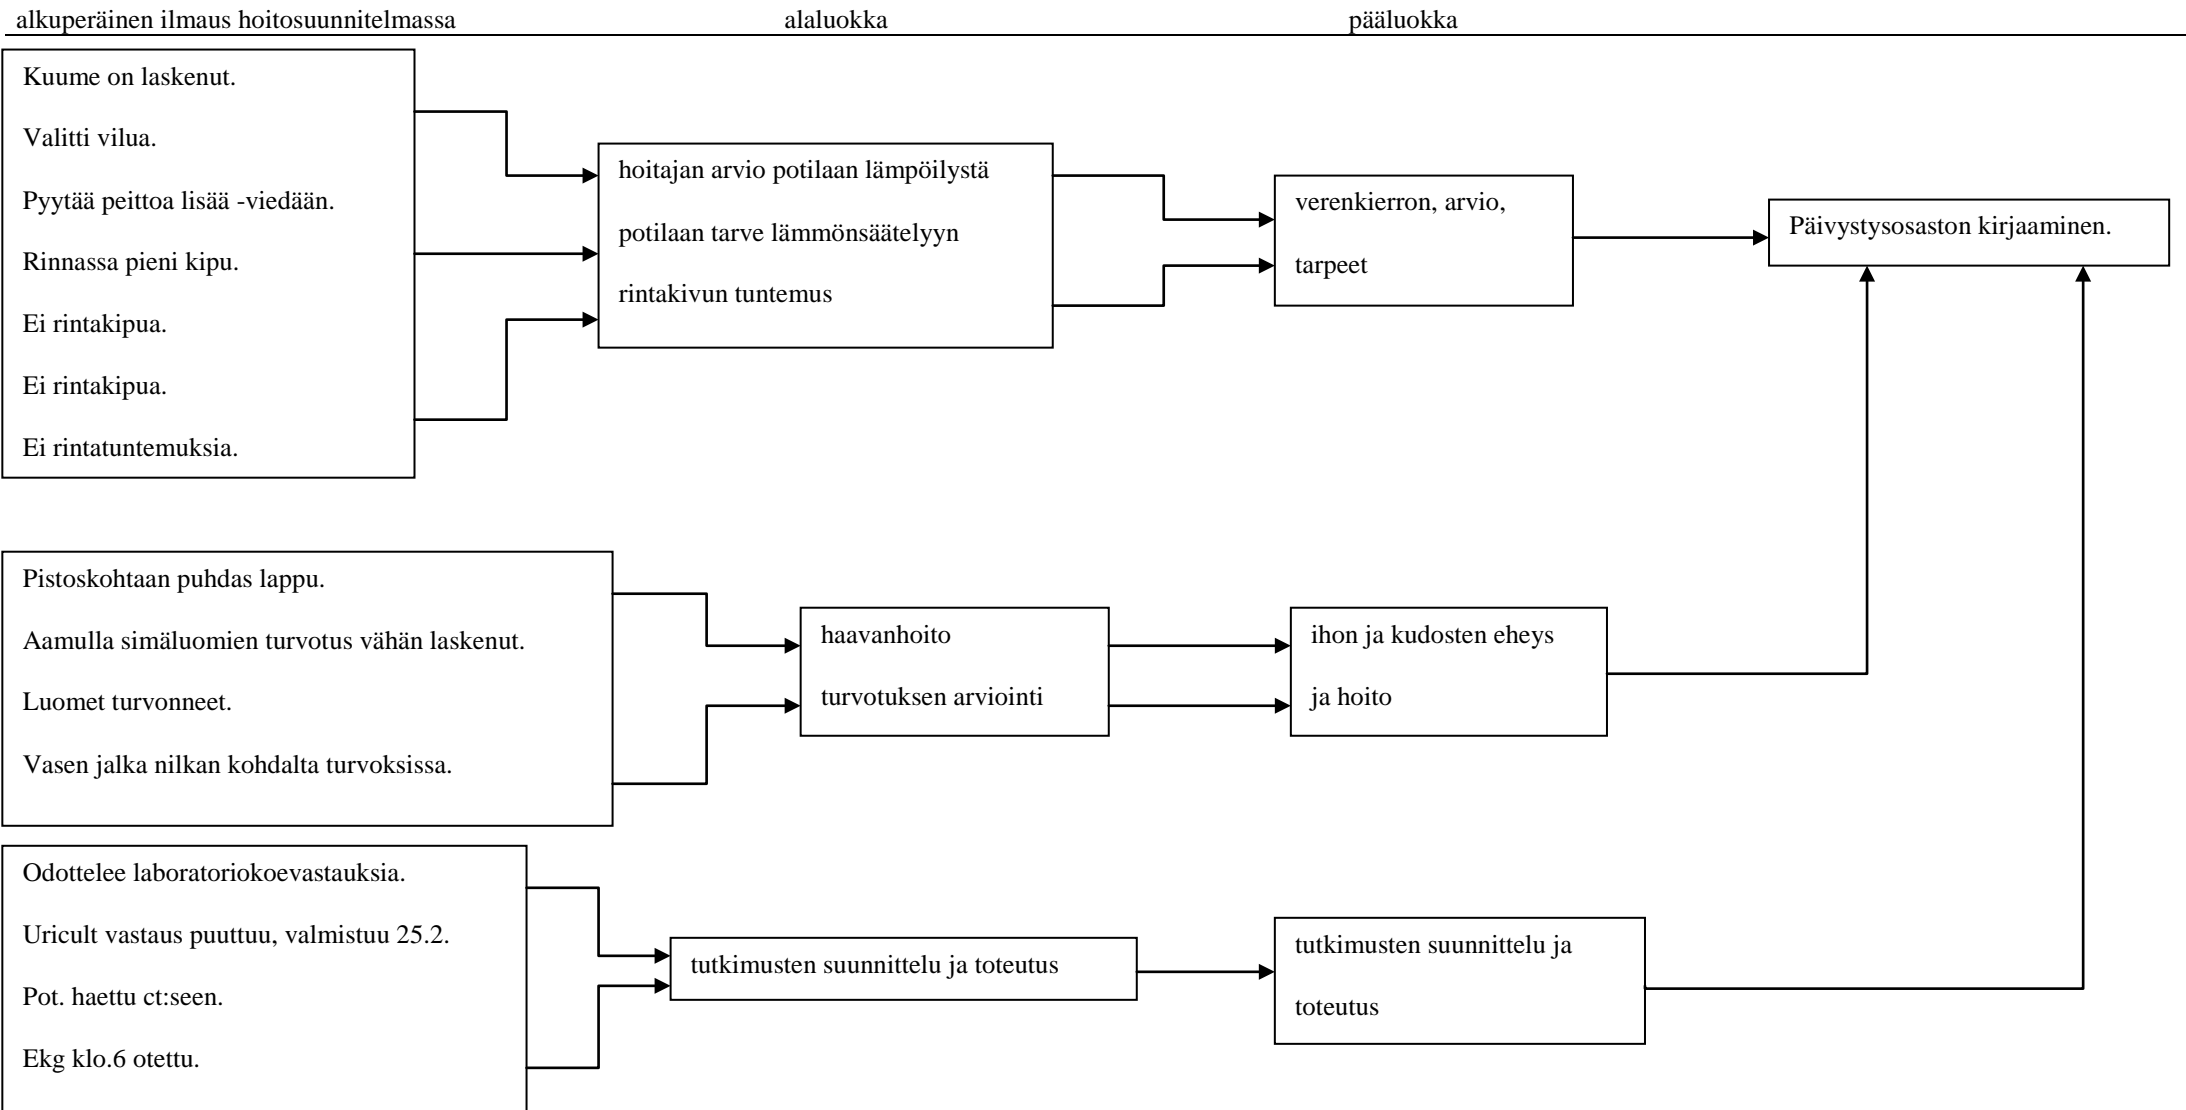 alkuperäinen ilmaus hoitosuunnitelmassa
alaluokka
pääluokka
Kuume on laskenut.
Valitti vilua.
Pyytää peittoa lisää -viedään.
Rinnassa pieni kipu.
Ei rintakipua.
Ei rintakipua.
Ei rintatuntemuksia.
hoitajan arvio potilaan lämpöilystä
potilaan tarve lämmönsäätelyyn
rintakivun tuntemus
verenkierron, arvio,
tarpeet
Päivystysosaston kirjaaminen.
Pistoskohtaan puhdas lappu.
Aamulla simäluomien turvotus vähän laskenut.
Luomet turvonneet.
Vasen jalka nilkan kohdalta turvoksissa.
haavanhoito
turvotuksen arviointi
ihon ja kudosten eheys
ja hoito
Odottelee laboratoriokoevastauksia.
Uricult vastaus puuttuu, valmistuu 25.2.
Pot. haettu ct:seen.
Ekg klo.6 otettu.
tutkimusten suunnittelu ja toteutus
tutkimusten suunnittelu ja
toteutus